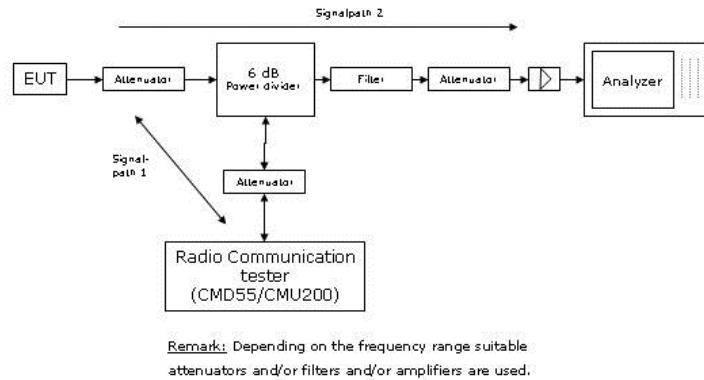 Signalpath 2
EUT
Attenuator
6 dB
Power divider
Filter
Attenuator
Analyzer
Signal-
path 1
Attenuator
Radio Communication
tester
(CMD55/CMU200)
Remark: Depending on the frequency range suitable
attenuators and/or filters and/or amplifiers are used.